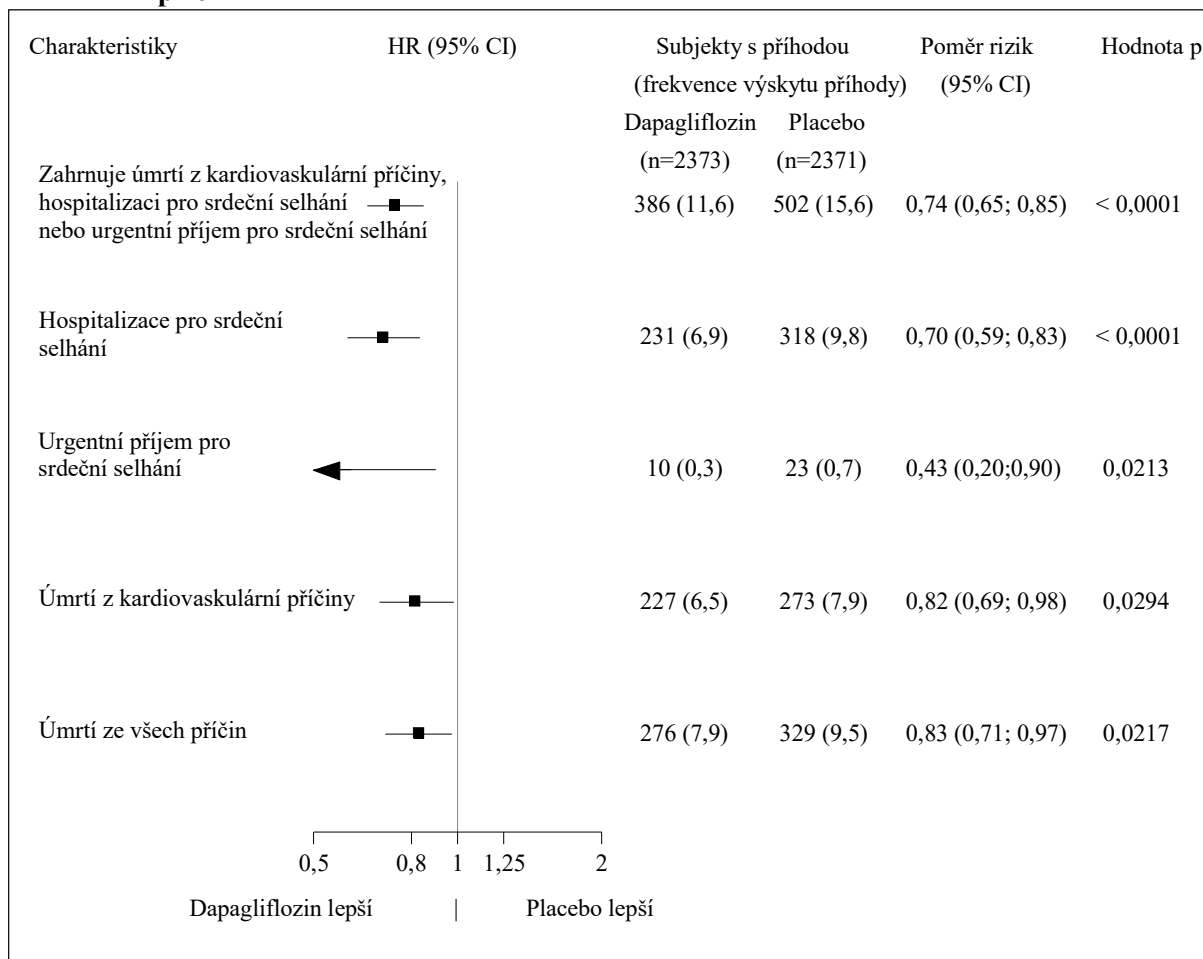 Charakteristiky HR (95% CI) Subjekty s příhodou Poměr rizik Hodnota p
(frekvence výskytu příhody) (95% CI)
Dapagliflozin Placebo
(n=2373) (n=2371)
Zahrnuje úmrtí z kardiovaskulární příčiny,
hospitalizaci pro srdeční selhání 386 (11,6) 502 (15,6) 0,74 (0,65; 0,85) < 0,0001
nebo urgentní příjem pro srdeční selhání
Hospitalizace pro srdeční 231 (6,9) 318 (9,8) 0,70 (0,59; 0,83) < 0,0001
selhání
Urgentní příjem pro
srdeční selhání 10 (0,3) 23 (0,7) 0,43 (0,20;0,90) 0,0213
Úmrtí z kardiovaskulární příčiny 227 (6,5) 273 (7,9) 0,82 (0,69; 0,98) 0,0294
Úmrtí ze všech příčin 276 (7,9) 329 (9,5) 0,83 (0,71; 0,97) 0,0217
0,5 0,8 1 1,25 2
Dapagliflozin lepší | Placebo lepší